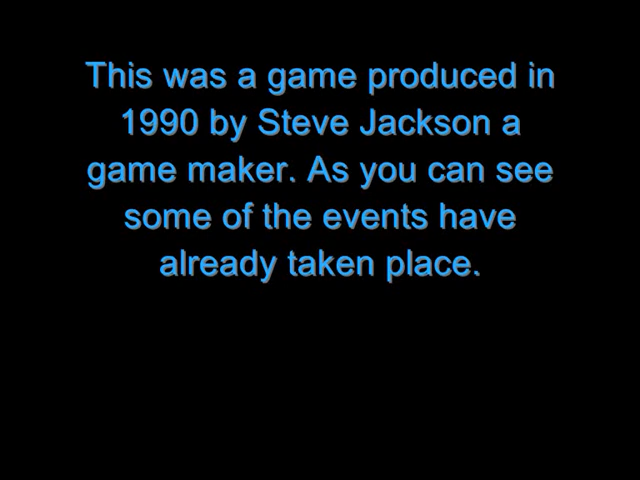 This was a game produced in
1990 by Steve Jackson a
game maker. As you can see
some of the events have
already taken place.